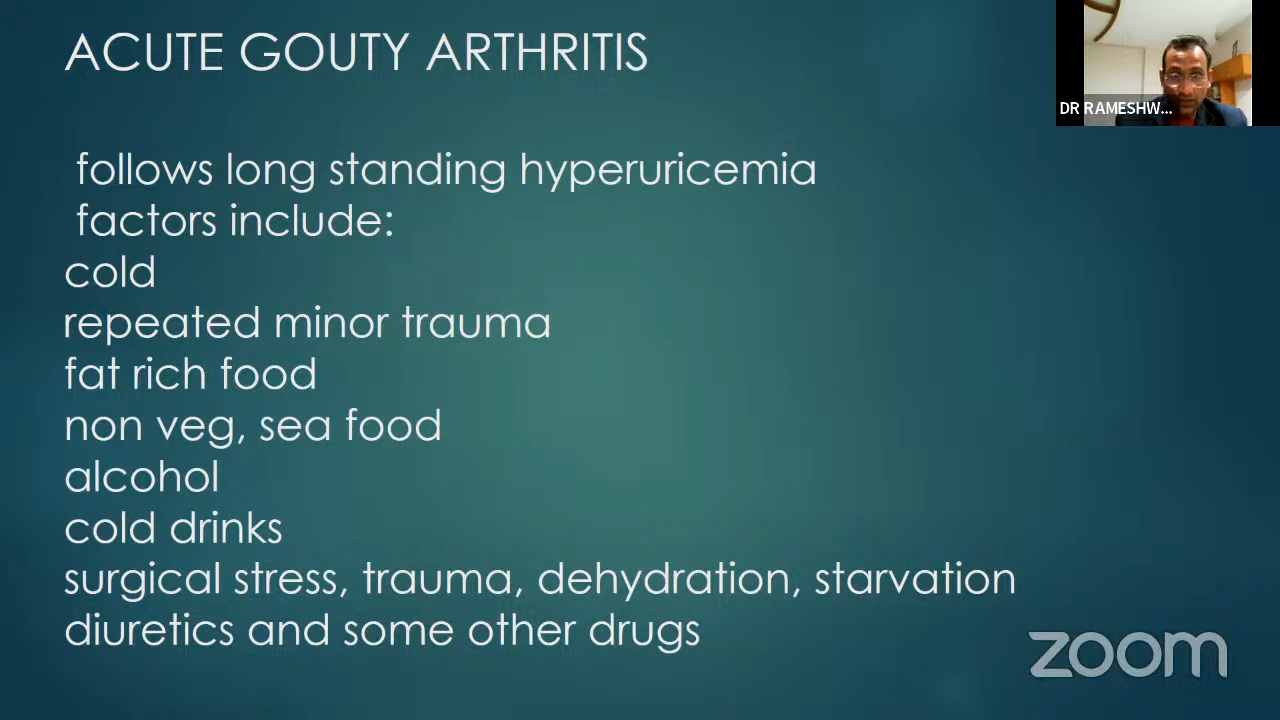 ACUTE GOUTY ARTHRITIS
DR RAMESHW...
follows long standing hyperuricemia
factors include:
cold
repeated minor trauma
fat rich food
non veg, sea food
alcohol
cold drinks
surgical stress, trauma, dehydration, starvation
diuretics and some other drugs
zoom